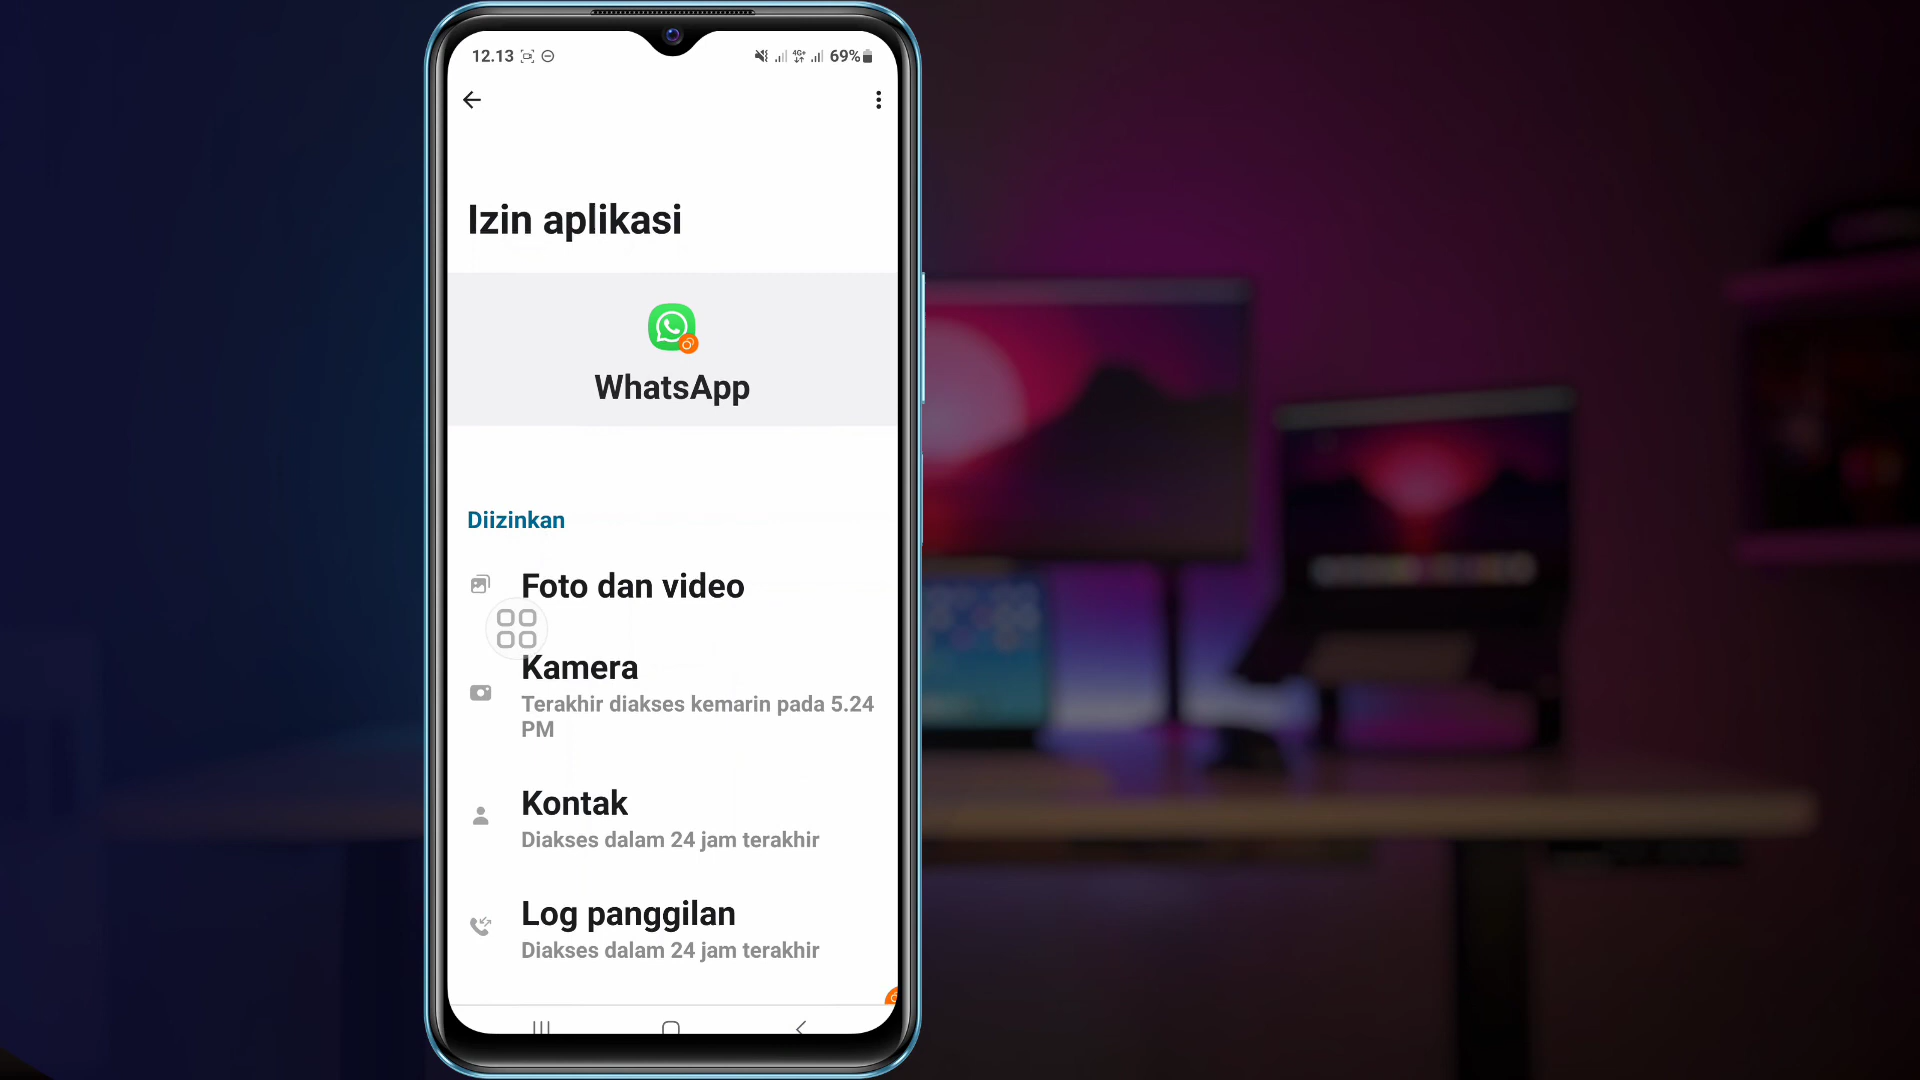 12.13
4G+
69%
Izin aplikasi
WhatsApp
Diizinkan
Foto dan video
Kamera
Terakhir diakses kemarin pada 5.24
PM
Kontak
Diakses dalam 24 jam terakhir
Log panggilan
Diakses dalam 24 jam terakhir